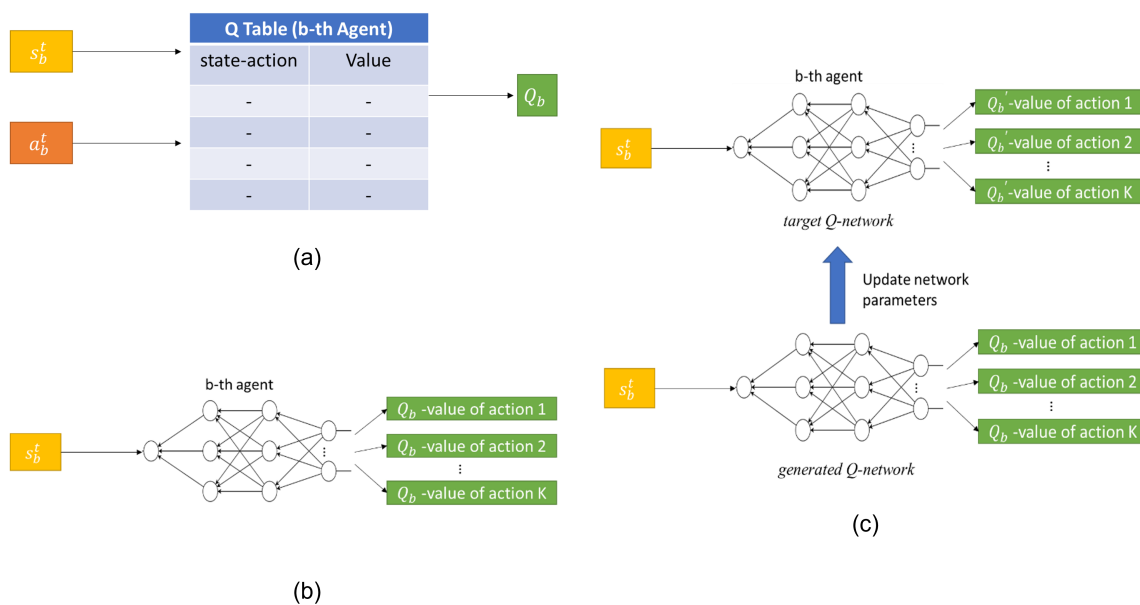 Q Table (b-th Agent)
state-action Value
- -
- -
- -
- -
$s_b^t$
$a_b^t$
$Q_b$
(a)
b-th agent
$s_b^t$
$Q_b$ -value of action 1
$Q_b$ -value of action 2
⋮
$Q_b$ -value of action K
⋮
(b)
b-th agent
$s_b^t$
$Q_b'$-value of action 1
$Q_b'$-value of action 2
⋮
$Q_b'$-value of action K
⋮
target Q-network
Update network
parameters
$s_b^t$
$Q_b$ -value of action 1
$Q_b$ -value of action 2
⋮
$Q_b$ -value of action K
⋮
generated Q-network
(c)